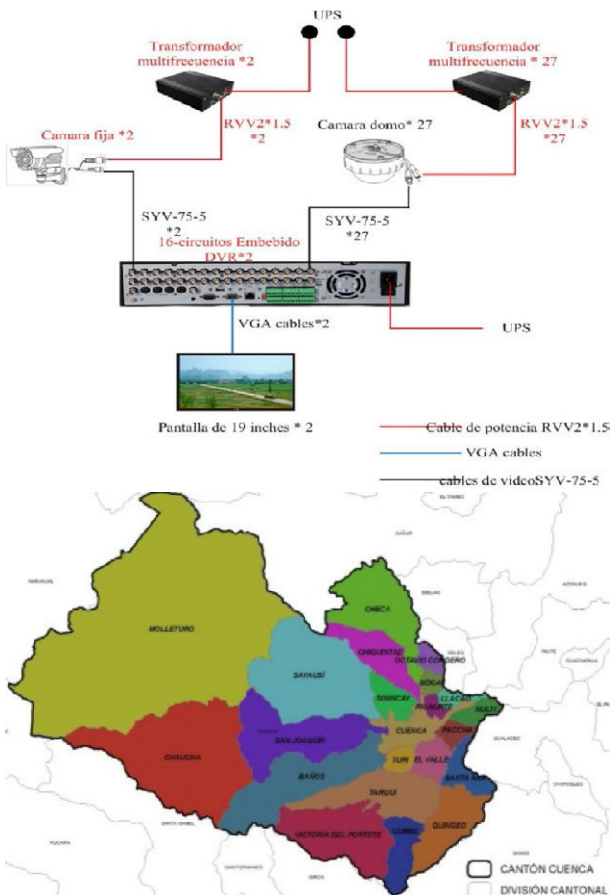 UPS
Transformador
multifrecuencia *2
Transformador
multifrecuencia * 27
Camara fija *2
RVV2*1.5
*2
Camara domo* 27
RVV2*1.5
*27
SYV-75-5
*2
SYV-75-5
*27
16-circuitos Embebido
DVR*2
VGA cables*2
UPS
Pantalla de 19 inches * 2
Cable de potencia RVV2*1.5
VGA cables
cables de videoSYV-75-5
CHECA
MOLLETURO
CHIQUINTAD
OCTAVIO CORDERO
SAYAUSÍ
SININCAY
LLACAO
NULTI
CUENCA
PACCHA
SAN JOAQUÍN
CHAUCHA
TURI
EL VALLE
BAÑOS
SANTA ANA
TARQUI
VICTORIA DEL PORTETE
CUMBE
QUINGEO
GUALACEO
CANTÓN CUENCA
DIVISIÓN CANTONAL